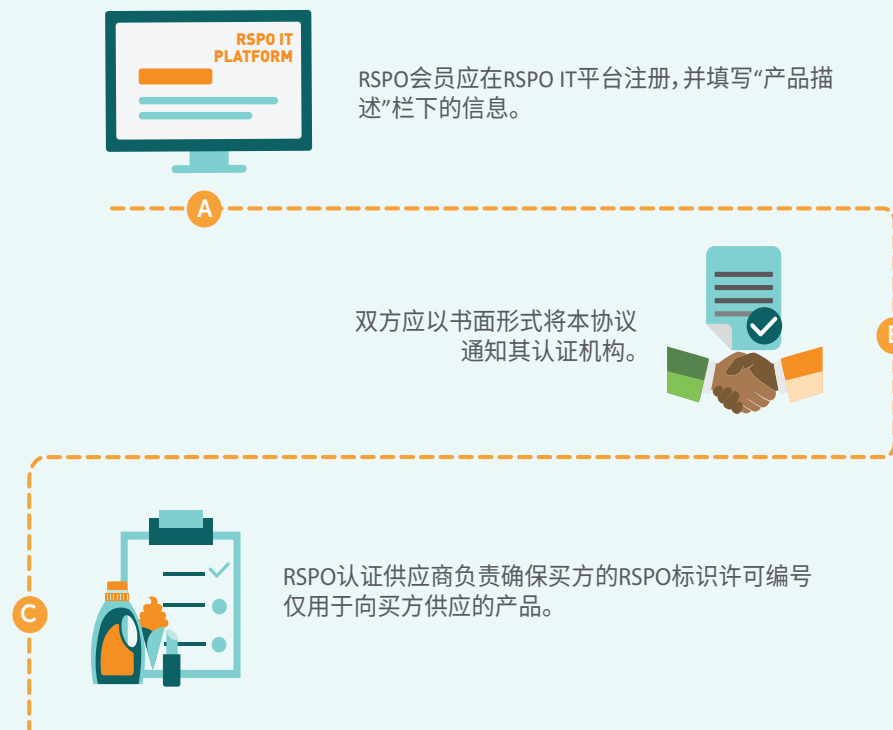 RSPO IT
PLATFORM
RSPO会员应在RSPO IT平台注册，并填写“产品描
述”栏下的信息。
A
双方应以书面形式将本协议
通知其认证机构。
B
RSPO认证供应商负责确保买方的RSPO标识许可编号
仅用于向买方供应的产品。
C